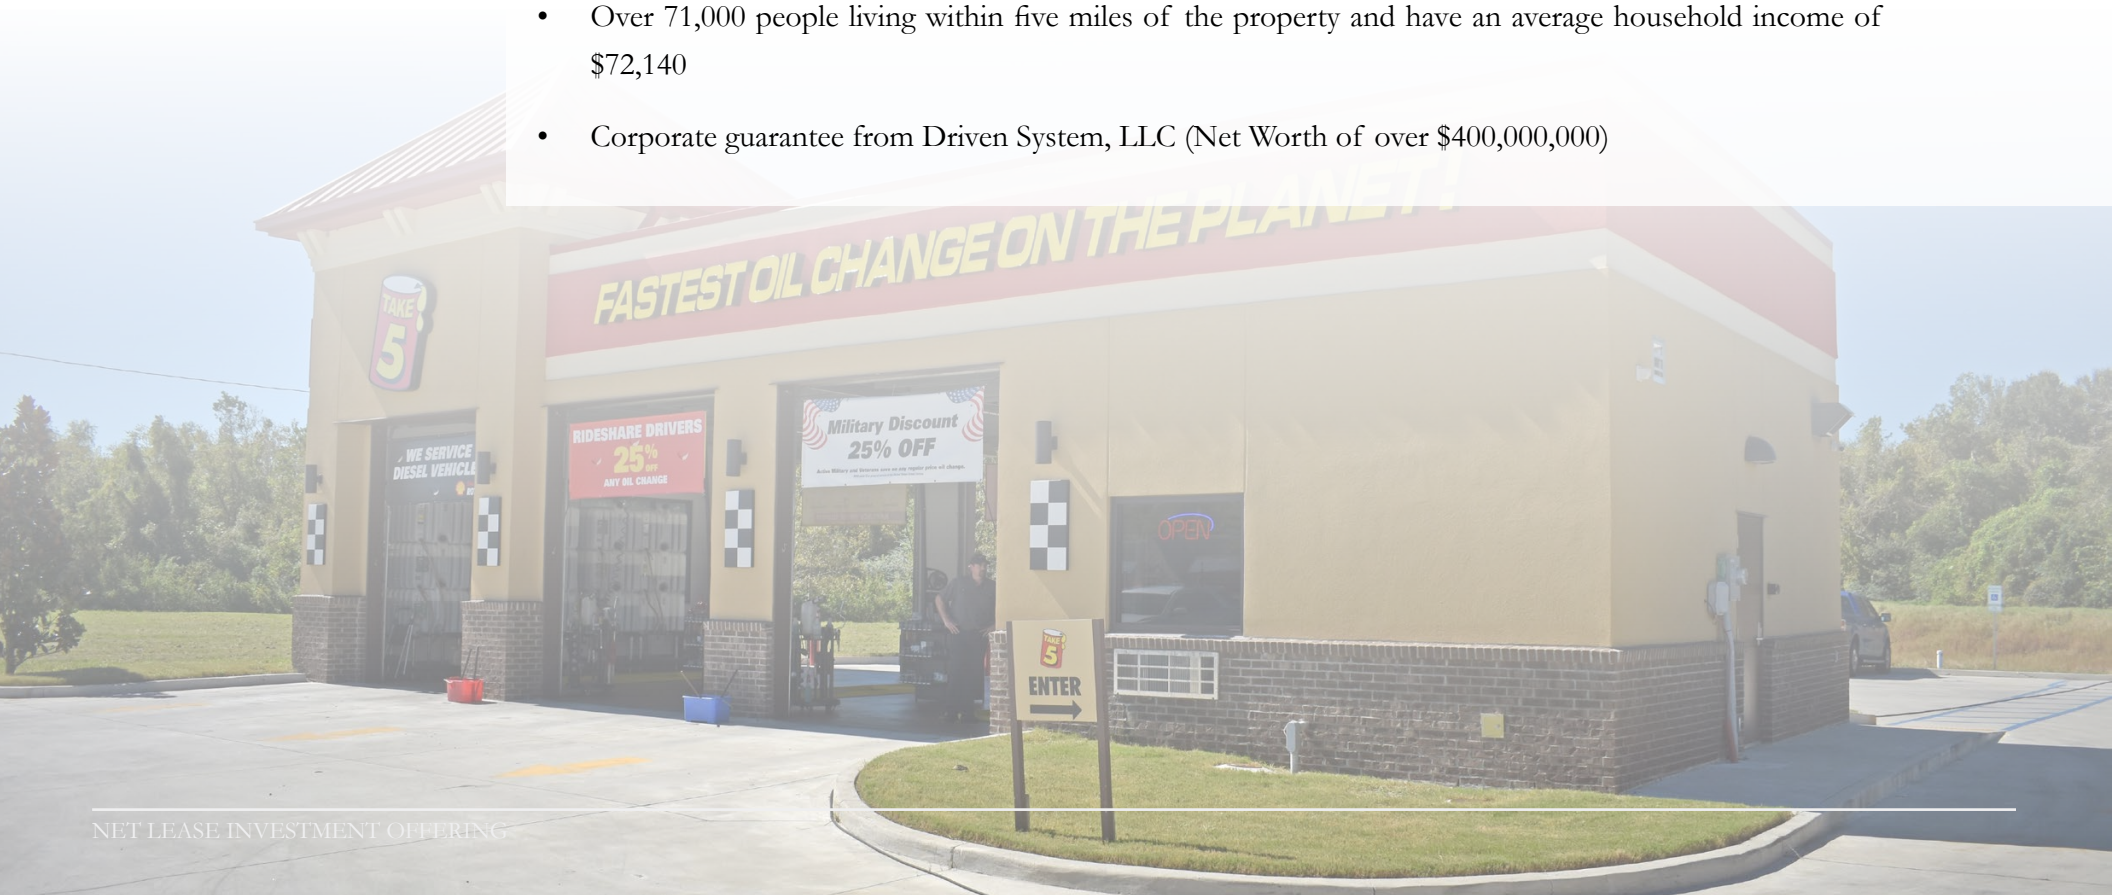 • Over 71,000 people living within five miles of the property and have an average household income of
$72,140
• Corporate guarantee from Driven System, LLC (Net Worth of over $400,000,000)
FASTEST OIL CHANGE ON THE PLANET!
TAKE
5
WE SERVICE
DIESEL VEHICLE
RIDESHARE DRIVERS
25% OFF
ANY OIL CHANGE
Military Discount
25% OFF
OPEN
TAKE
5
ENTER
NET LEASE INVESTMENT OFFERING